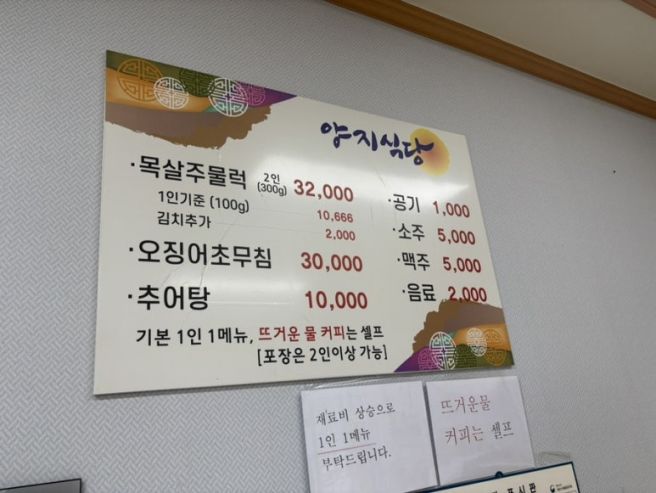 양지식당
·목살주물럭 2인 (300g) 32,000
1인기준 (100g) 10,666
김치추가 2,000
·오징어초무침 30,000
·추어탕 10,000
·공기 1,000
·소주 5,000
·맥주 5,000
·음료 2,000
기본 1인 1메뉴, 뜨거운 물 커피는 셀프
[포장은 2인이상 가능]
재료비 상승으로
1인 1메뉴
부탁드립니다.
뜨거운물
커피는 셀프
표시판